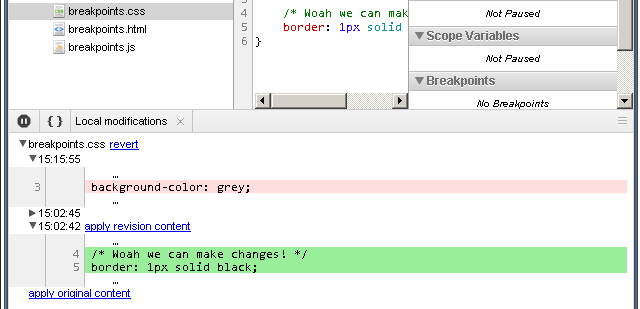 breakpoints.css
breakpoints.html
breakpoints.js
4 /* Woah we can mak
5 border: 1px solid
6 }
Not Paused
Scope Variables
Not Paused
Breakpoints
No Breakpoints
{} Local modifications ×
breakpoints.css revert
15:15:55
…
3 background-color: grey;
…
15:02:45
15:02:42 apply revision content
…
4 /* Woah we can make changes! */
5 border: 1px solid black;
…
apply original content